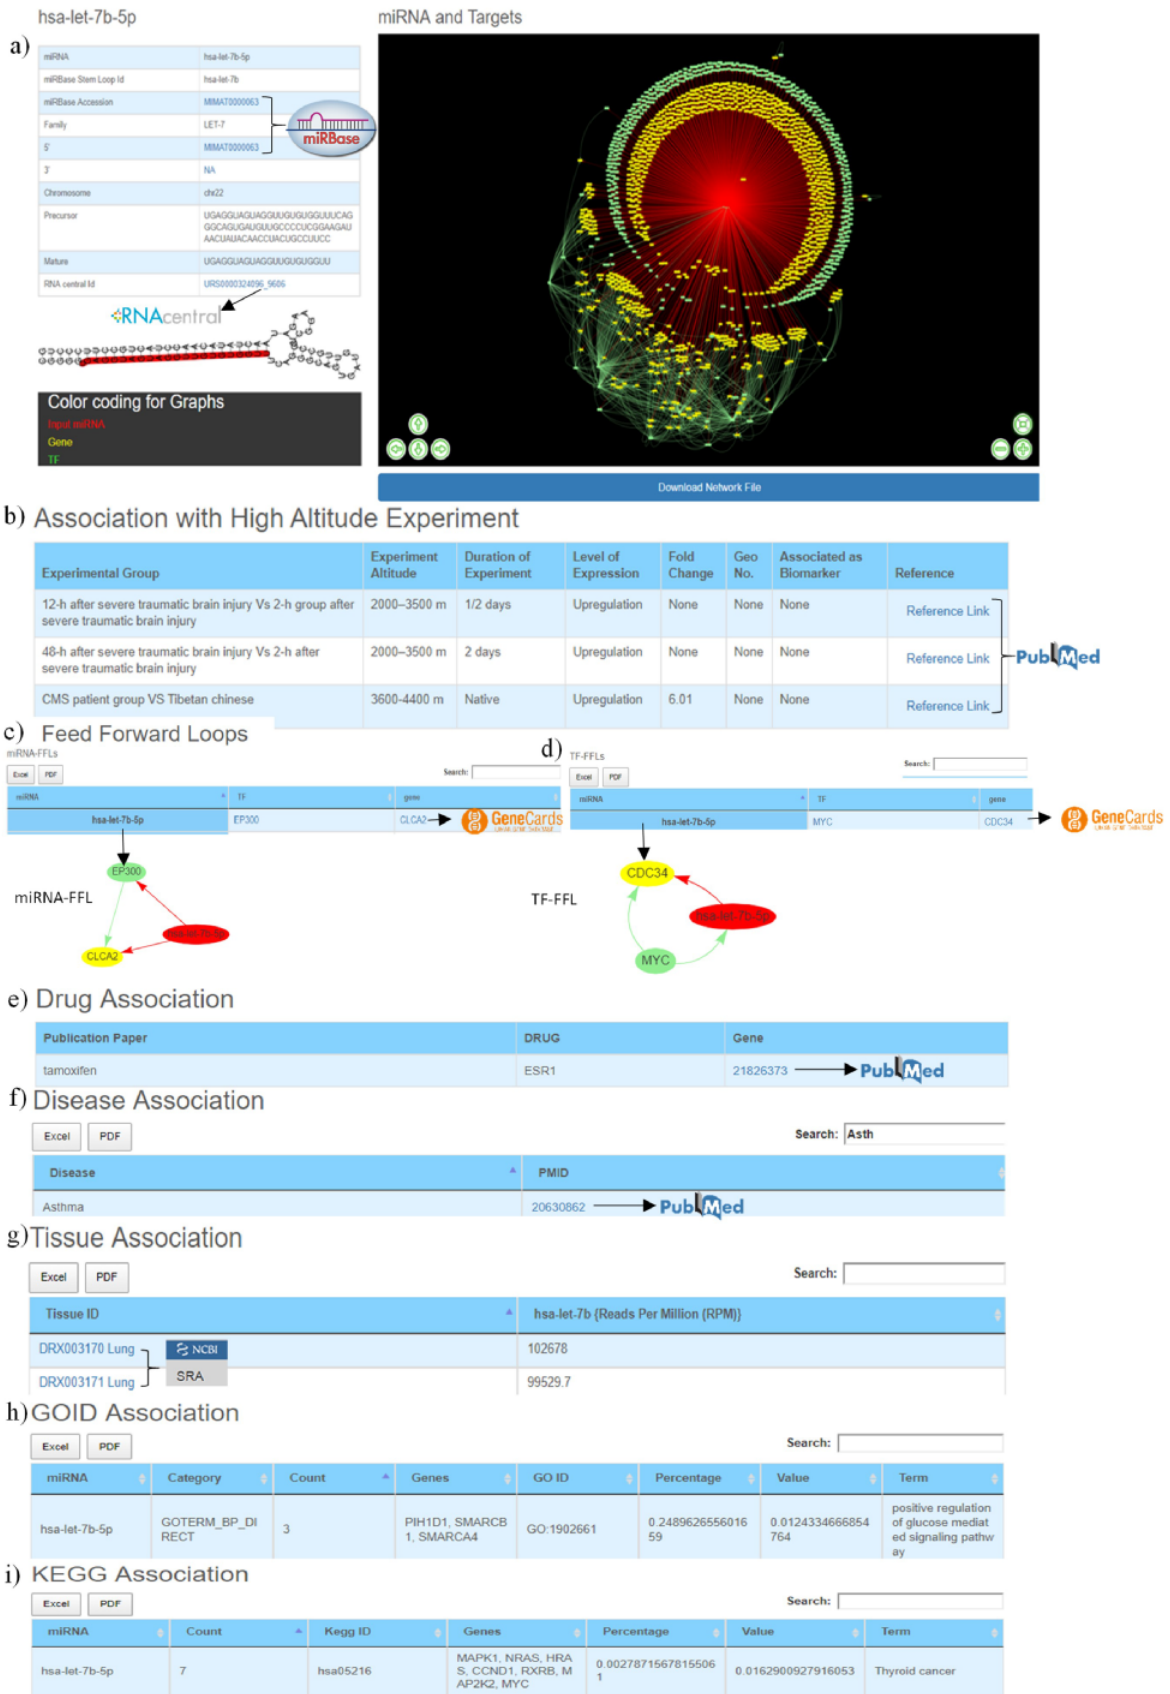 hsa-let-7b-5p
miRNA and Targets
a)
miRNA hsa-let-7b-5p
miRBase Stem Loop Id hsa-let-7b
miRBase Accession MIMAT0000063
Family LET-7
5' MIMAT0000063
miRBase
3' NA
Chromosome chr22
Precursor UGAGGUAGUAGGUUGUGUGGUUUCAG
GGCAGUGAUGUUGCCCCUCGGAAGAU
AACUAUACAACCUACUGCCUUCC
Mature UGAGGUAGUAGGUUGUGUGGUU
RNA central Id URS0000324096_9606
RNAcentral
Color coding for Graphs
Input miRNA
Gene
TF
Download Network File
b) Association with High Altitude Experiment
Experimental Group Experiment Altitude Duration of Experiment Level of Expression Fold Change Geo No. Associated as Biomarker Reference
12-h after severe traumatic brain injury Vs 2-h group after severe traumatic brain injury 2000–3500 m 1/2 days Upregulation None None None Reference Link
48-h after severe traumatic brain injury Vs 2-h after severe traumatic brain injury 2000–3500 m 2 days Upregulation None None None Reference Link
PubMed
CMS patient group VS Tibetan chinese 3600-4400 m Native Upregulation 6.01 None None Reference Link
c) Feed Forward Loops
miRNA-FFLs
Excel PDF Search:
miRNA TF gene
hsa-let-7b-5p EP300 CLCA2 GeneCards
EP300
miRNA-FFL
hsa-let-7b-5p
CLCA2
d) TF-FFLs
Excel PDF Search:
miRNA TF gene
hsa-let-7b-5p MYC CDC34 GeneCards
CDC34
TF-FFL
hsa-let-7b-5p
MYC
e) Drug Association
Publication Paper DRUG Gene
tamoxifen ESR1 21826373 PubMed
f) Disease Association
Excel PDF Search: Asth
Disease PMID
Asthma 20630862 PubMed
g) Tissue Association
Excel PDF Search:
Tissue ID hsa-let-7b {Reads Per Million (RPM)}
DRX003170 Lung NCBI 102678
DRX003171 Lung SRA 99529.7
h) GOID Association
Excel PDF Search:
miRNA Category Count Genes GO ID Percentage Value Term
hsa-let-7b-5p GOTERM_BP_DIRECT 3 PIH1D1, SMARCB1, SMARCA4 GO:1902661 0.248962655601659 0.0124334666854764 positive regulation of glucose mediated signaling pathway
i) KEGG Association
Excel PDF Search:
miRNA Count Kegg ID Genes Percentage Value Term
hsa-let-7b-5p 7 hsa05216 MAPK1, NRAS, HRAS, CCND1, RXRB, MAP2K2, MYC 0.00278715678155061 0.0162900927916053 Thyroid cancer